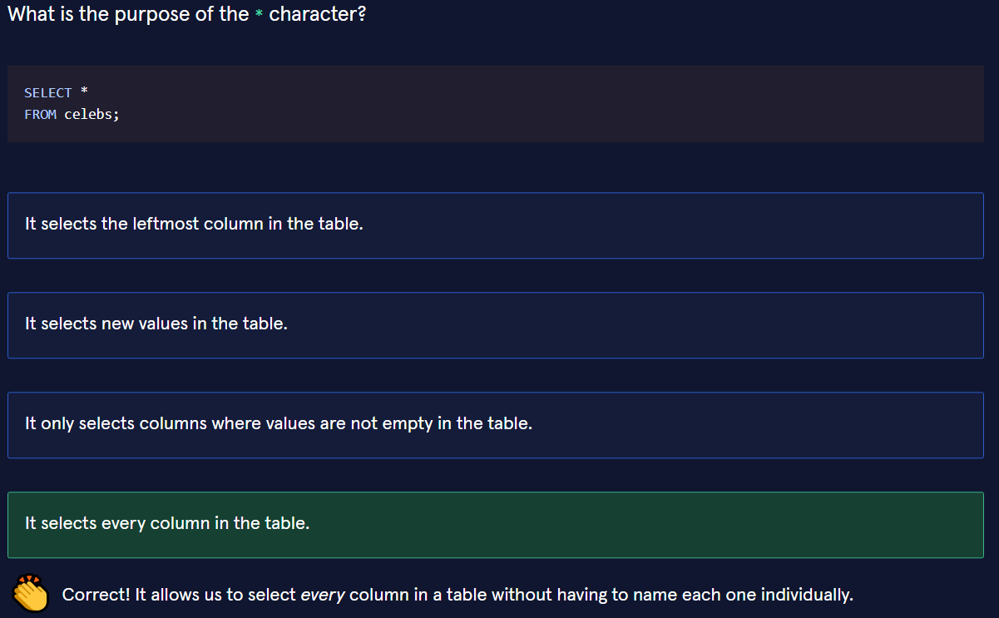 What is the purpose of the * character?
SELECT *
FROM celebs;
It selects the leftmost column in the table.
It selects new values in the table.
It only selects columns where values are not empty in the table.
It selects every column in the table.
Correct! It allows us to select every column in a table without having to name each one individually.